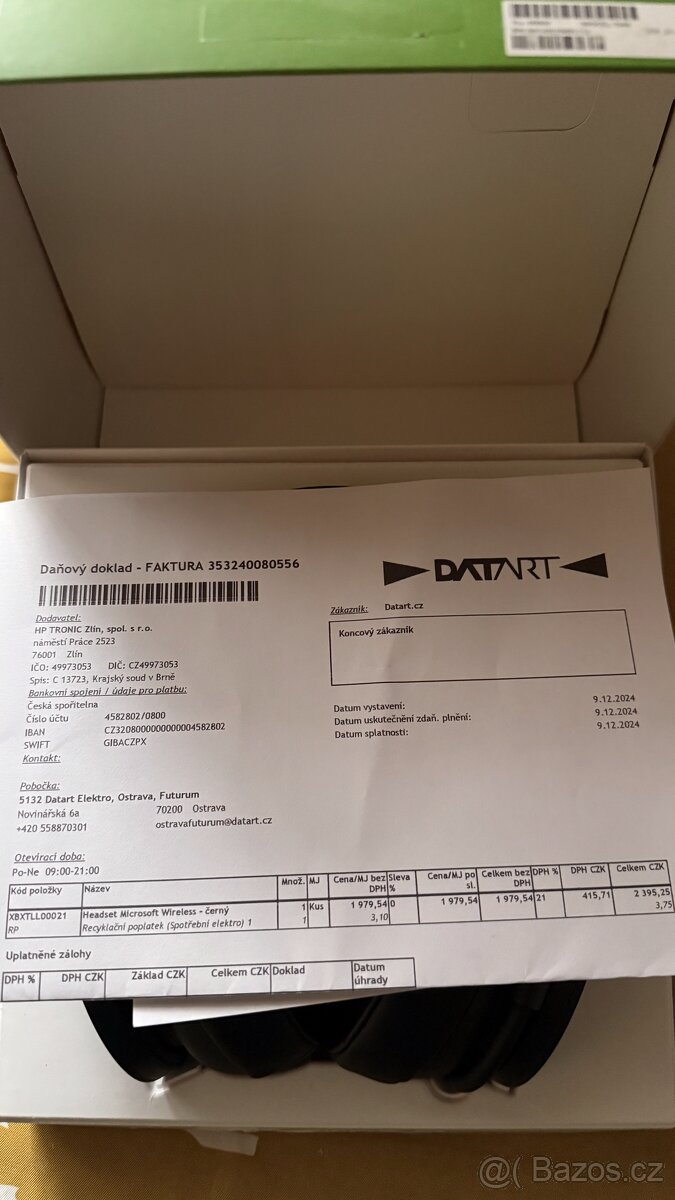 Daňový doklad - FAKTURA 353240080556
DATART
Dodavatel:
HP TRONIC Zlín, spol. s r.o.
náměstí Práce 2523
76001 Zlín
IČO: 49973053 DIČ: CZ49973053
Spis: C 13723, Krajský soud v Brně
Bankovní spojení / údaje pro platbu:
Česká spořitelna
Číslo účtu 4582802/0800
IBAN CZ3208000000000004582802
SWIFT GIBACZPX
Kontakt:
Zákazník: Datart.cz
Koncový zákazník
Datum vystavení: 9.12.2024
Datum uskutečnění zdaň. plnění: 9.12.2024
Datum splatnosti: 9.12.2024
Pobočka:
5132 Datart Elektro, Ostrava, Futurum
Novinářská 6a 70200 Ostrava
+420 558870301 ostravafuturum@datart.cz
Otevírací doba:
Po-Ne 09:00-21:00
Kód položky Název Množ. MJ Cena/MJ bez DPH Sleva % Cena/MJ po sl. Celkem bez DPH DPH % DPH CZK Celkem CZK
XBXTLL00021 Headset Microsoft Wireless - černý 1 Kus 1 979,54 0 1 979,54 1 979,54 21 415,71 2 395,25
RP Recyklační poplatek (Spotřební elektro) 1 1 3,10 3,75
Uplatněné zálohy
DPH % DPH CZK Základ CZK Celkem CZK Doklad Datum úhrady
@( Bazos.cz